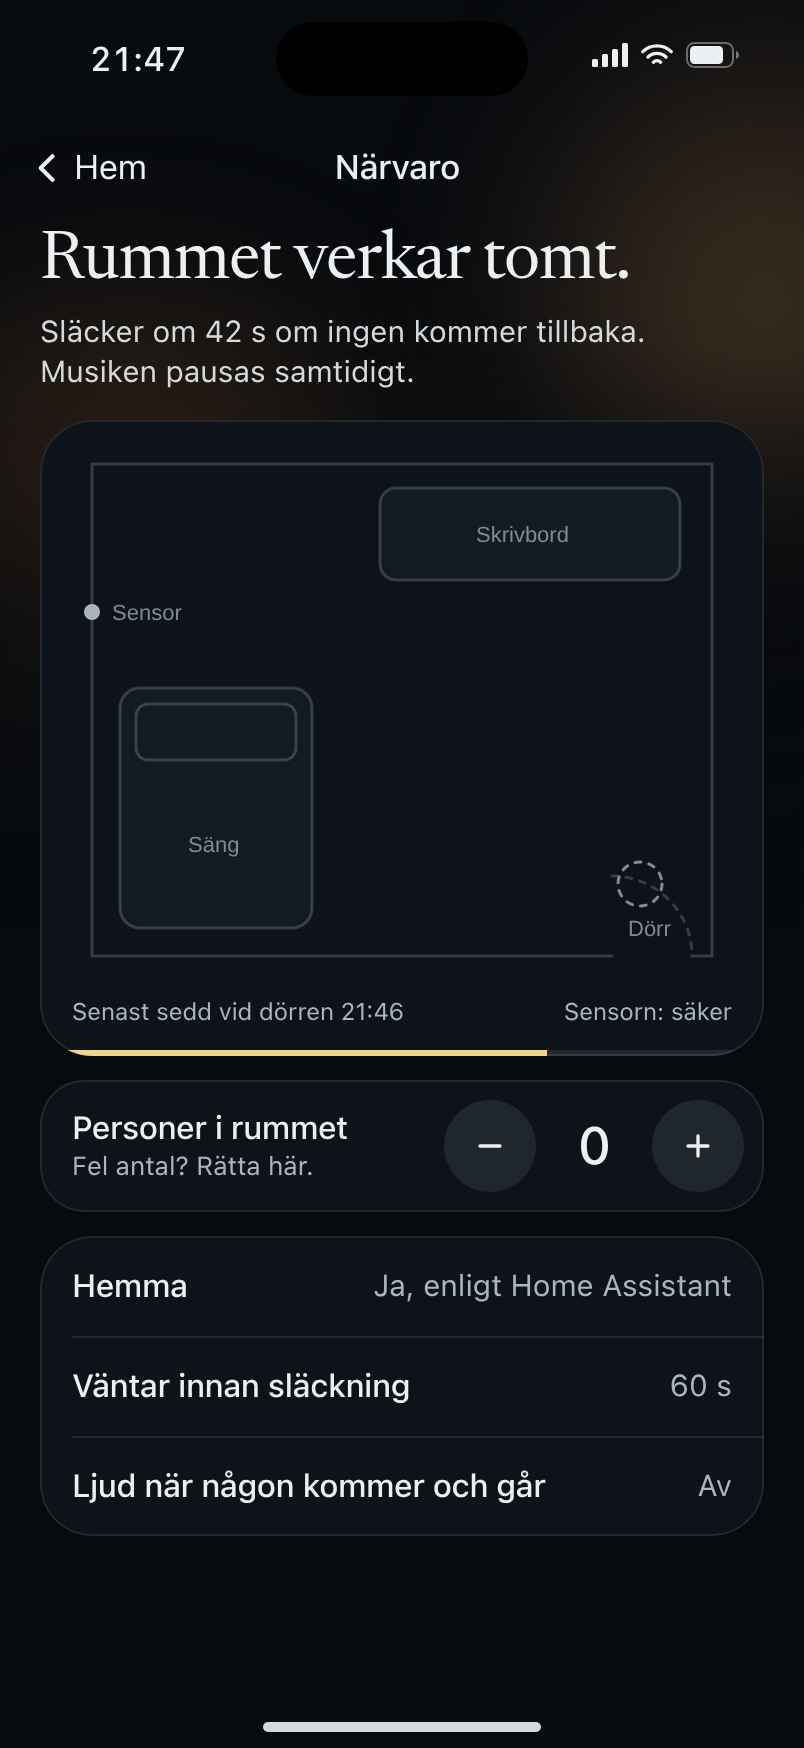 21:47
Hem
Närvaro
Rummet verkar tomt.
Släcker om 42 s om ingen kommer tillbaka.
Musiken pausas samtidigt.
Skrivbord
Sensor
Säng
Dörr
Senast sedd vid dörren 21:46
Sensorn: säker
Personer i rummet
Fel antal? Rätta här.
− 0 +
Hemma
Ja, enligt Home Assistant
Väntar innan släckning
60 s
Ljud när någon kommer och går
Av